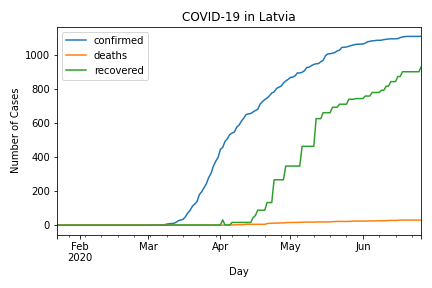 COVID-19 in Latvia
confirmed
deaths
recovered
Number of Cases
1000
800
600
400
200
0
Feb
2020
Mar
Apr
May
Jun
Day